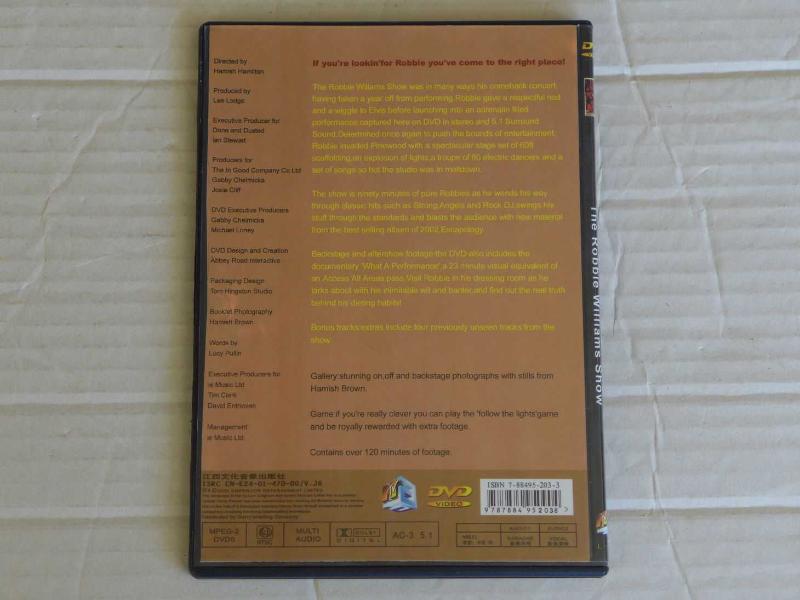 Directed by
Hamish Hamilton
Produced by
Lee Lodge
Executive Producer for
Done and Dusted
Ian Stewart
Producers for
The In Good Company Co Ltd
Gabby Chelmicka
Josie Cliff
DVD Executive Producers
Gabby Chelmicka
Michael Loney
DVD Design and Creation
Abbey Road Interactive
Packaging Design
Tom Hingston Studio
Booklet Photography
Hamish Brown
Words by
Lucy Pullin
Executive Producers for
ie Music Ltd
Tim Clark
David Enthoven
Management
ie Music Ltd.
If you're lookin'for Robbie you've come to the right place!
The Robbie Williams Show was in many ways his comeback concert.
having taken a year off from performing.Robbie gave a respectful nod
and a wiggle to Elvis before launching into an adrenalin filled
performance,captured here on DVD in stereo and 5.1 Surround
Sound.Determined once again to push the bounds of entertainment,
Robbie invaded Pinewood with a spectacular stage set of 60ft
scaffolding,an explosion of lights,a troupe of 80 electric dancers and a
set of songs so hot the studio was in meltdown.
The show is ninety minutes of pure Robbies as he wends his way
through classic hits such as Strong,Angels and Rock DJ,swings his
stuff through the standards and blasts the audience with new material
from the best selling album of 2002,Escapology.
Backstage and aftershow footage-the DVD also includes the
documentary 'What A Performance',a 23 minute visual equivalent of
an Access All Areas pass.Visit Robbie in his dressing room as he
talks about with his inimitable wit and banter,and find out the real truth
behind his dieting habits!
Bonus tracks:extras include four previously unseen tracks from the
show.
Gallery:stunning on,off and backstage photographs with stills from
Hamish Brown.
Game:if you're really clever you can play the 'follow the lights'game
and be royally rewarded with extra footage.
Contains over 120 minutes of footage.
江西文化音像出版社
ISRC CN-E24-01-470-00/V.J6
DVD
VIDEO
ISBN 7-88495-203-3
9787884952038
MPEG-2
DVD5
NTSC
MULTI
AUDIO
DOLBY
DIGITAL
AC-3 5.1
DVD
The Robbie Williams Show